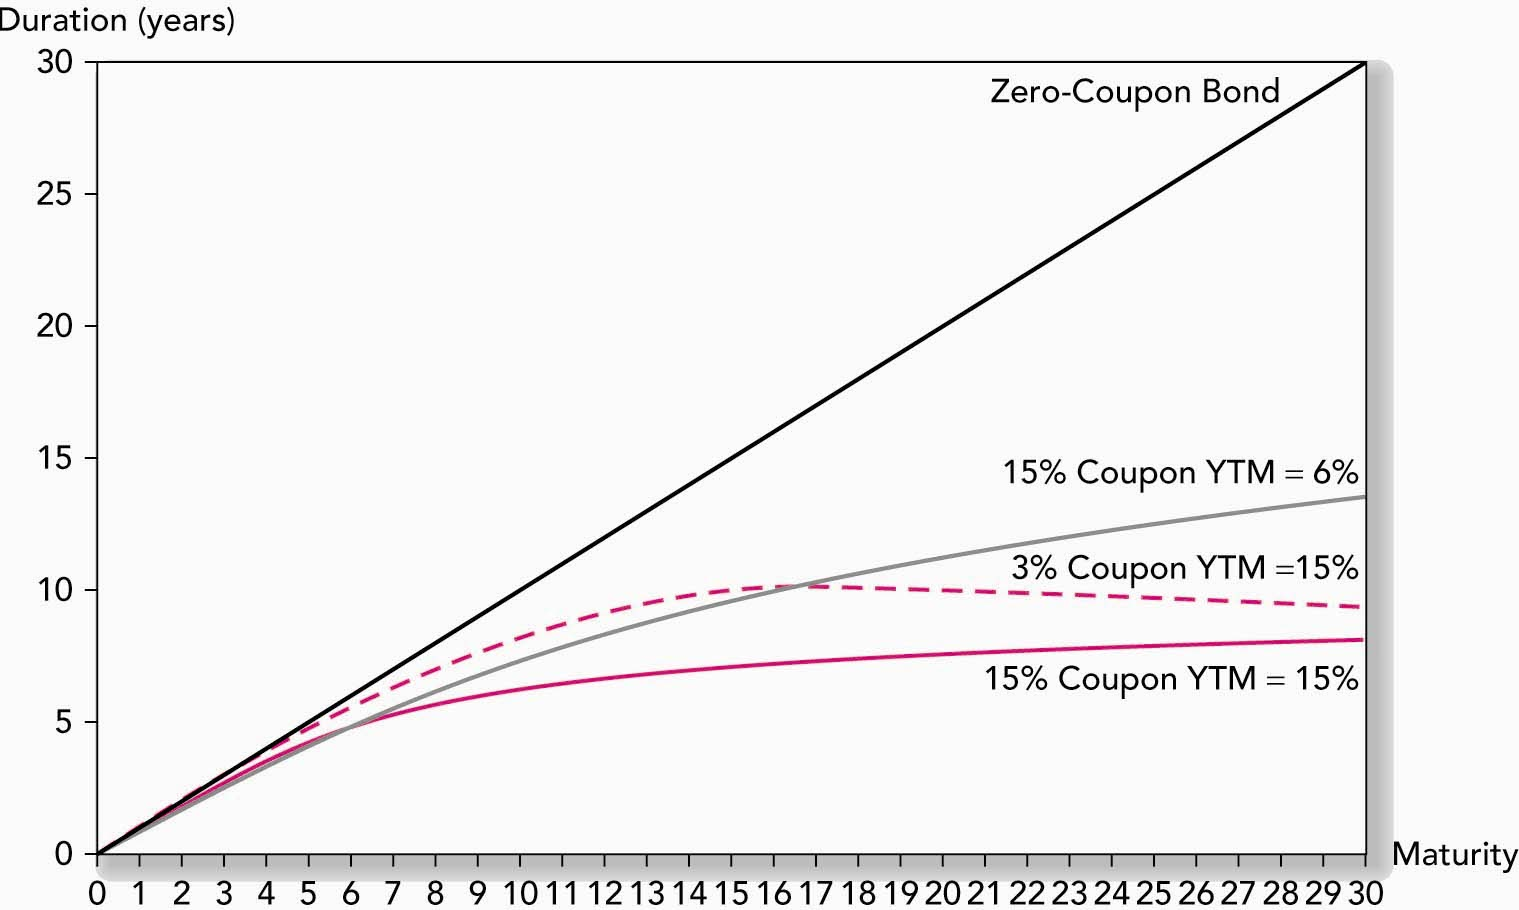 Duration (years)
30
Zero-Coupon Bond
25
20
15
15% Coupon YTM = 6%
3% Coupon YTM =15%
10
15% Coupon YTM = 15%
5
0
Maturity
0 1 2 3 4 5 6 7 8 9 10 11 12 13 14 15 16 17 18 19 20 21 22 23 24 25 26 27 28 29 30